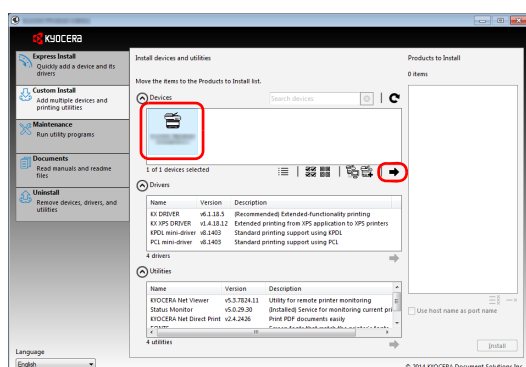 KYOCERA
Express Install
Quickly add a device and its
drivers
Custom Install
Add multiple devices and
printing utilities
Maintenance
Run utility programs
Documents
Read manuals and readme
files
Uninstall
Remove devices, drivers, and
utilities
Language
English
Install devices and utilities
Move the items to the Products to Install list.
Devices
Search devices
1 of 1 devices selected
Drivers
Name Version Description
KX DRIVER v6.1.18.5 (Recommended) Extended-functionality printing
KX XPS DRIVER v1.4.18.12 Extended printing from XPS application to XPS printers
KPDL mini-driver v8.1403 Standard printing support using KPDL
PCL mini-driver v8.1403 Standard printing support using PCL
4 drivers
Utilities
Name Version Description
KYOCERA Net Viewer v5.3.7824.11 Utility for remote printer monitoring
Status Monitor v5.0.29.30 (Installed) Service for monitoring current pri
KYOCERA Net Direct Print v2.4.2426 Print PDF documents easily
4 utilities
Products to Install
0 items
Use host name as port name
Install
© 2014 KYOCERA Document Solutions Inc.